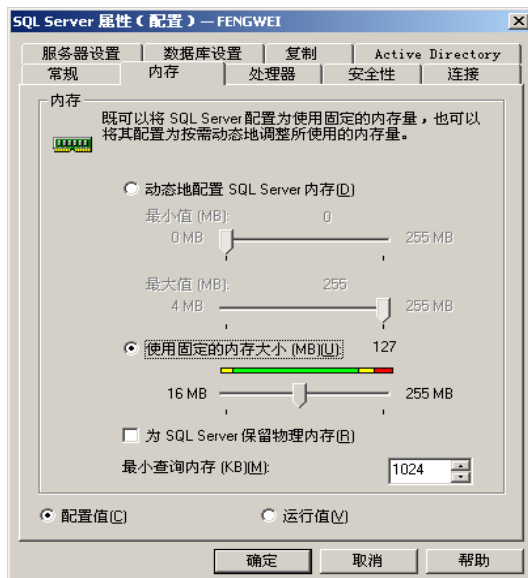 SQL Server 属性(配置) — FENGWEI
服务器设置 数据库设置 复制 Active Directory
常规 内存 处理器 安全性 连接
内存
既可以将 SQL Server 配置为使用固定的内存量,也可以
将其配置为按需动态地调整所使用的内存量。
动态地配置 SQL Server 内存(D)
最小值 (MB): 0
0 MB 255 MB
最大值 (MB): 255
4 MB 255 MB
使用固定的内存大小 (MB)(U): 127
16 MB 255 MB
为 SQL Server 保留物理内存(R)
最小查询内存 (KB)(M): 1024
配置值(C) 运行值(V)
确定 取消 帮助